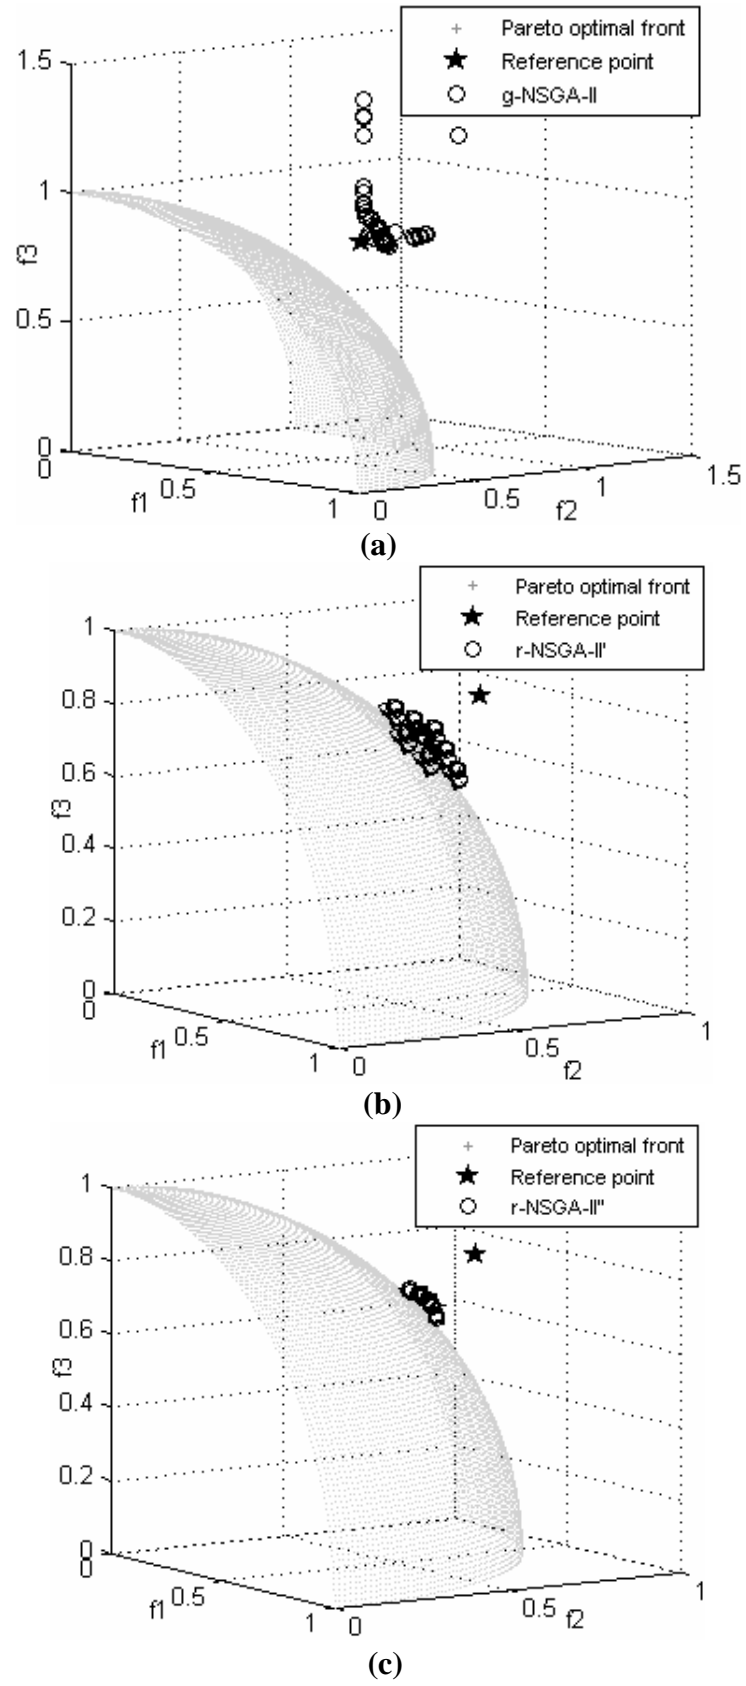 Pareto optimal front
Reference point
g-NSGA-II
1.5
1
0.5
0
f3
0
0.5
1
f1
0
0.5
1
1.5
f2
(a)
Pareto optimal front
Reference point
r-NSGA-II'
1
0.8
0.6
0.4
0.2
0
f3
0
0.5
1
f1
0
0.5
1
f2
(b)
Pareto optimal front
Reference point
r-NSGA-II"
1
0.8
0.6
0.4
0.2
0
f3
0
0.5
1
f1
0
0.5
1
f2
(c)